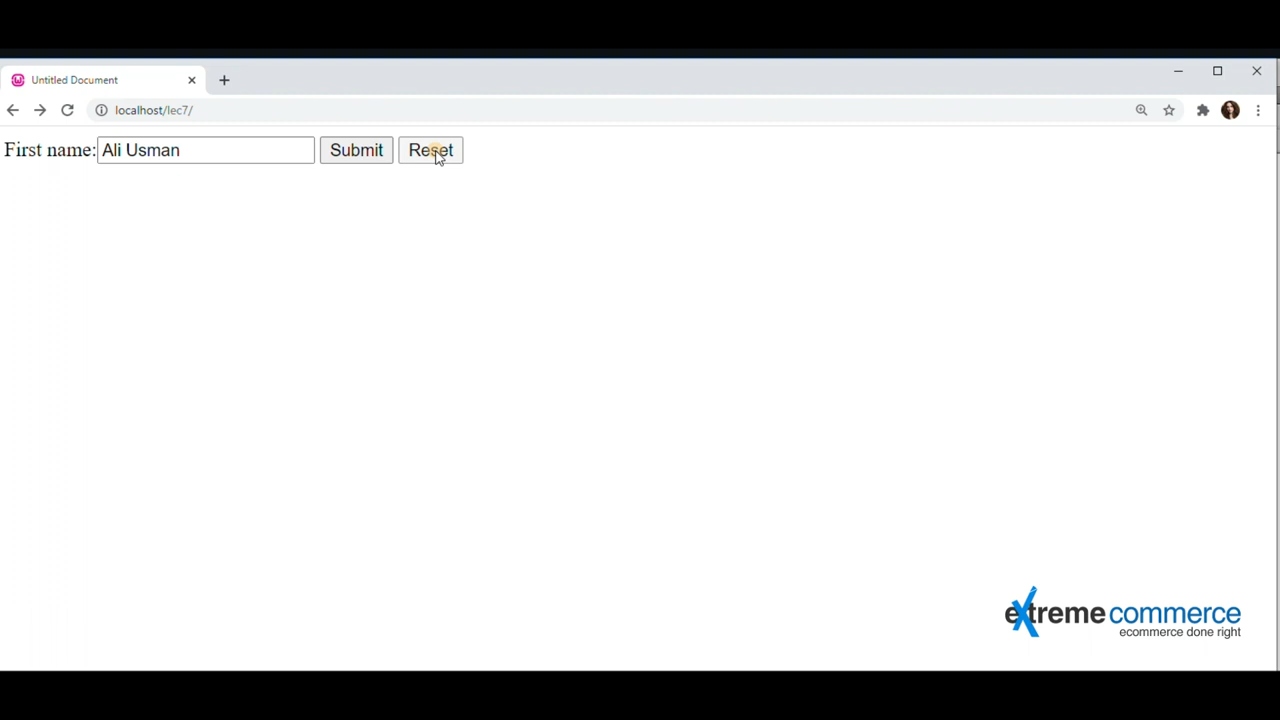 Untitled Document
localhost/lec7/
First name: Ali Usman Submit Reset
extreme commerce
ecommerce done right